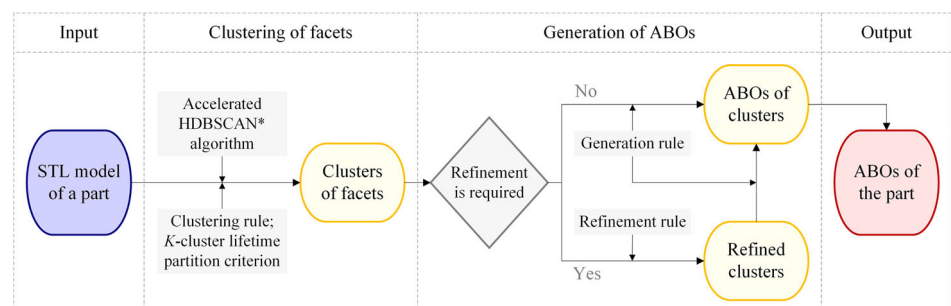 Input
Clustering of facets
Generation of ABOs
Output
STL model
of a part
Accelerated
HDBSCAN*
algorithm
Clustering rule;
K-cluster lifetime
partition criterion
Clusters
of facets
Refinement
is required
No
Generation rule
Refinement rule
Yes
ABOs of
clusters
Refined
clusters
ABOs of
the part